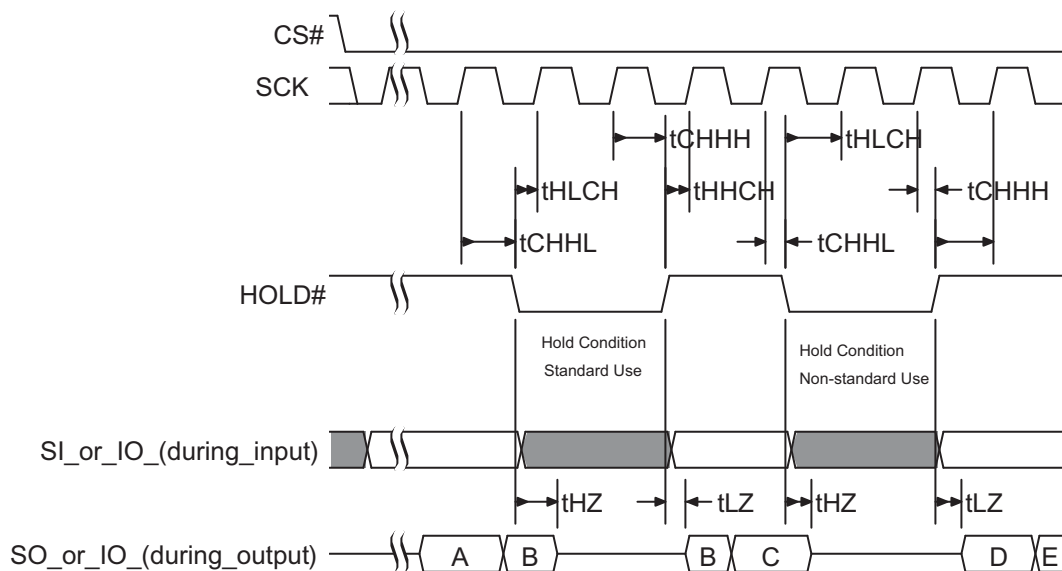 CS#
SCK
tCHHH
tHLCH
tHLCH
tHHCH
tCHHH
tCHHL
tCHHL
HOLD#
Hold Condition
Standard Use
Hold Condition
Non-standard Use
SI_or_IO_(during_input)
tHZ
tLZ
tHZ
tLZ
SO_or_IO_(during_output)
A
B
B
C
D
E